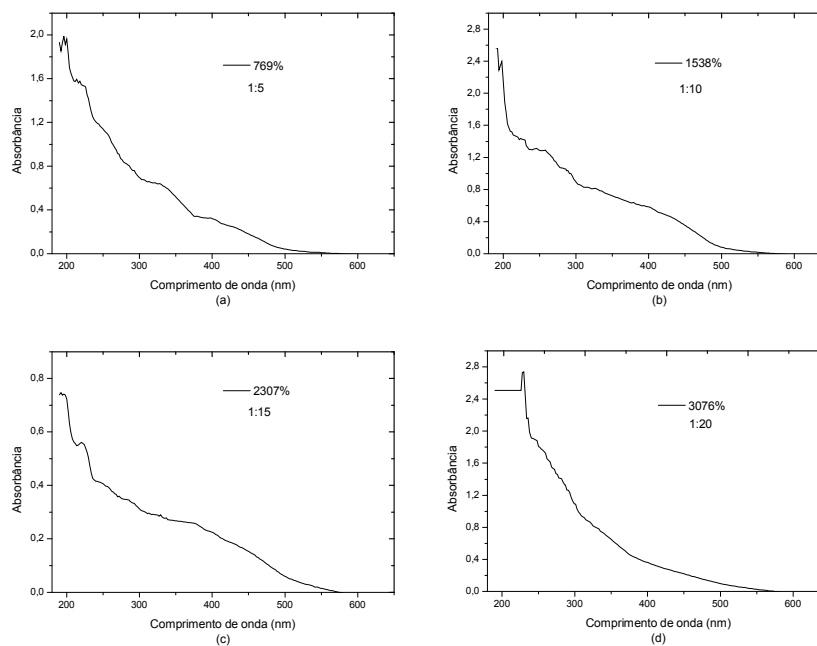 2,0
1,6
1,2
0,8
0,4
0,0
Absorbância
769%
1:5
200 300 400 500 600
Comprimento de onda (nm)
(a)
2,8
2,4
2,0
1,6
1,2
0,8
0,4
0,0
Absorbância
1538%
1:10
200 300 400 500 600
Comprimento de onda (nm)
(b)
0,8
0,6
0,4
0,2
0,0
Absorbância
2307%
1:15
200 300 400 500 600
Comprimento de onda (nm)
(c)
2,8
2,4
2,0
1,6
1,2
0,8
0,4
0,0
Absorbância
3076%
1:20
200 300 400 500 600
Comprimento de onda (nm)
(d)